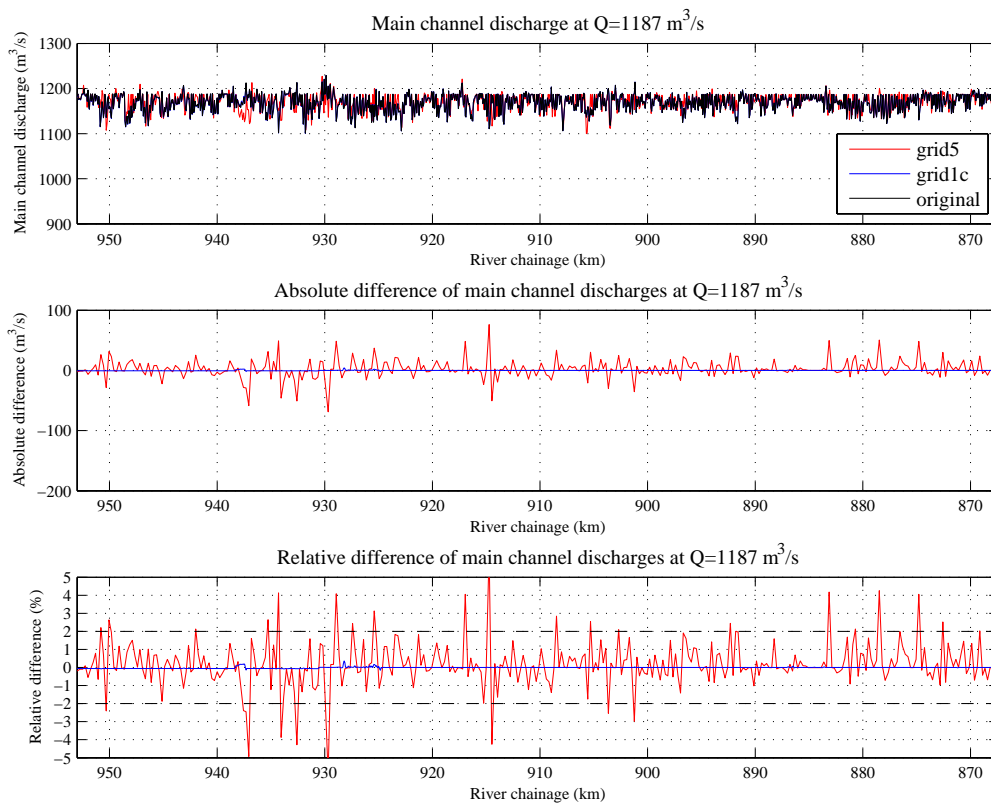 Main channel discharge at Q=1187 m³/s
Main channel discharge (m³/s)
1300
1200
1100
1000
900
grid5
grid1c
original
950 940 930 920 910 900 890 880 870
River chainage (km)
Absolute difference of main channel discharges at Q=1187 m³/s
Absolute difference (m³/s)
100
0
−100
−200
950 940 930 920 910 900 890 880 870
River chainage (km)
Relative difference of main channel discharges at Q=1187 m³/s
Relative difference (%)
5
4
3
2
1
0
−1
−2
−3
−4
−5
950 940 930 920 910 900 890 880 870
River chainage (km)